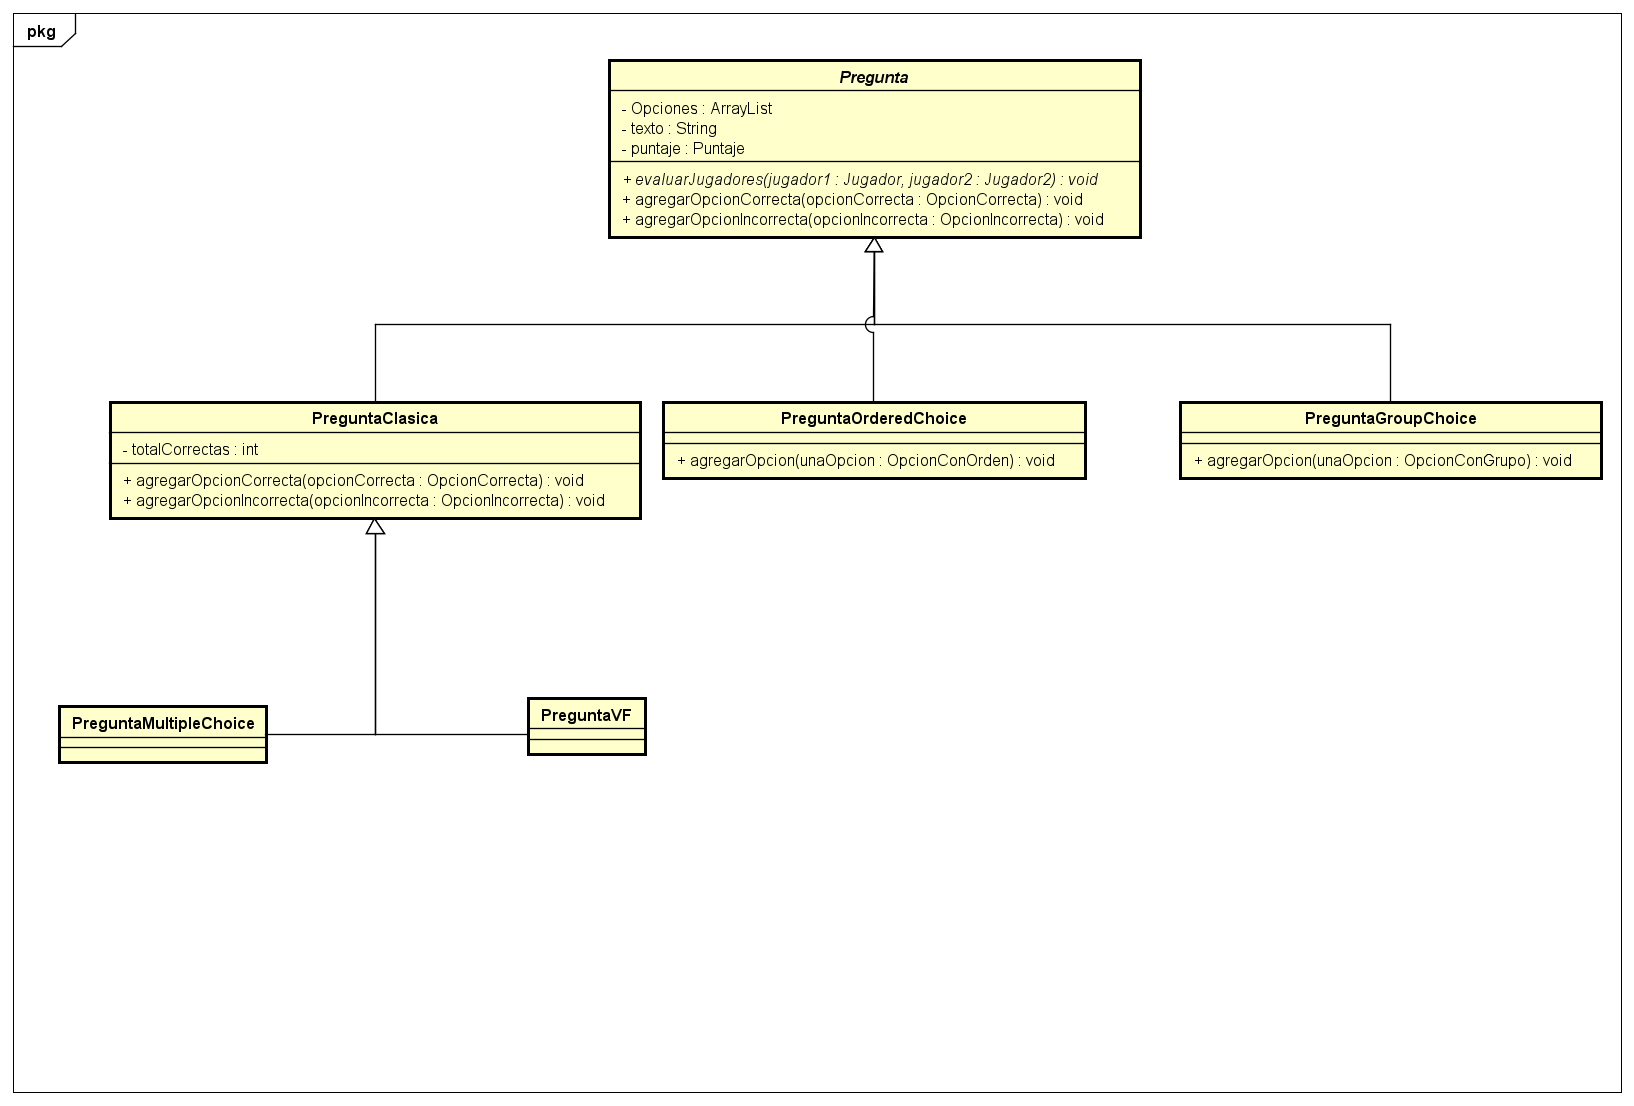 pkg
Pregunta
- Opciones : ArrayList
- texto : String
- puntaje : Puntaje
+ evaluarJugadores(jugador1 : Jugador, jugador2 : Jugador2) : void
+ agregarOpcionCorrecta(opcionCorrecta : OpcionCorrecta) : void
+ agregarOpcionIncorrecta(opcionIncorrecta : OpcionIncorrecta) : void
PreguntaClasica
- totalCorrectas : int
+ agregarOpcionCorrecta(opcionCorrecta : OpcionCorrecta) : void
+ agregarOpcionIncorrecta(opcionIncorrecta : OpcionIncorrecta) : void
PreguntaOrderedChoice
+ agregarOpcion(unaOpcion : OpcionConOrden) : void
PreguntaGroupChoice
+ agregarOpcion(unaOpcion : OpcionConGrupo) : void
PreguntaMultipleChoice
PreguntaVF